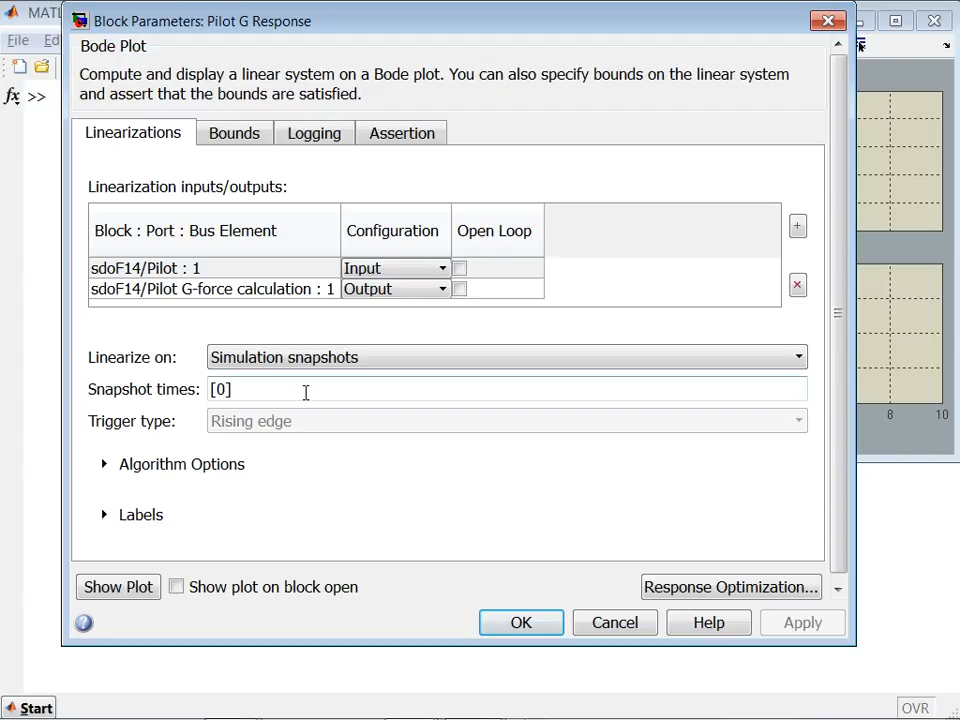 MATL
Block Parameters: Pilot G Response
File Ed
Bode Plot
Compute and display a linear system on a Bode plot. You can also specify bounds on the linear system
and assert that the bounds are satisfied.
fx >>
Linearizations Bounds Logging Assertion
Linearization inputs/outputs:
Block : Port : Bus Element Configuration Open Loop
sdoF14/Pilot : 1 Input
sdoF14/Pilot G-force calculation : 1 Output
Linearize on: Simulation snapshots
Snapshot times: [0]
Trigger type: Rising edge
8 10
Algorithm Options
Labels
Show Plot Show plot on block open Response Optimization...
OK Cancel Help Apply
Start OVR